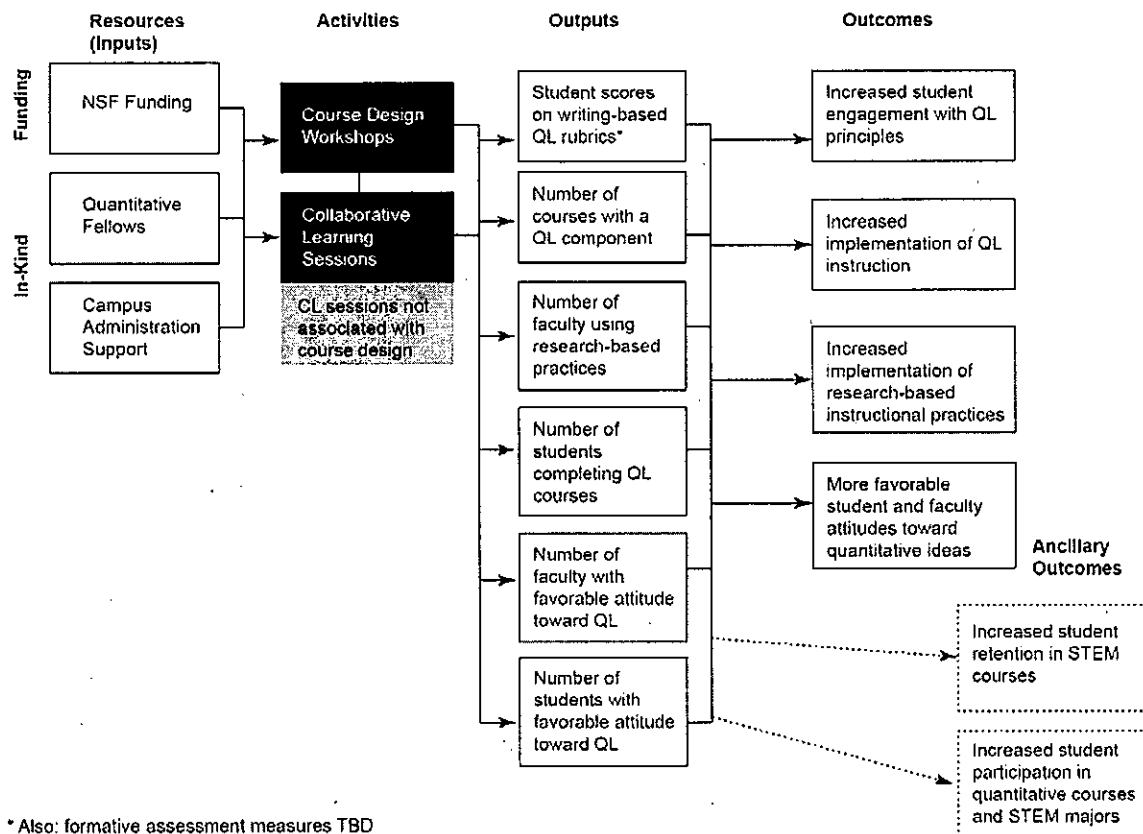 Resources
(Inputs)
Activities
Outputs
Outcomes
Funding
In-Kind
NSF Funding
Quantitative
Fellows
Campus
Administration
Support
Course Design
Workshops
Collaborative
Learning
Sessions
CL sessions not
associated with
course design
Student scores
on writing-based
QL rubrics*
Number of
courses with a
QL component
Number of
faculty using
research-based
practices
Number of
students
completing QL
courses
Number of
faculty with
favorable attitude
toward QL
Number of
students with
favorable attitude
toward QL
Increased student
engagement with QL
principles
Increased
implementation of QL
instruction
Increased
implementation of
research-based
instructional practices
More favorable
student and faculty
attitudes toward
quantitative ideas
Ancillary
Outcomes
Increased student
retention in STEM
courses
Increased student
participation in
quantitative courses
and STEM majors
* Also: formative assessment measures TBD